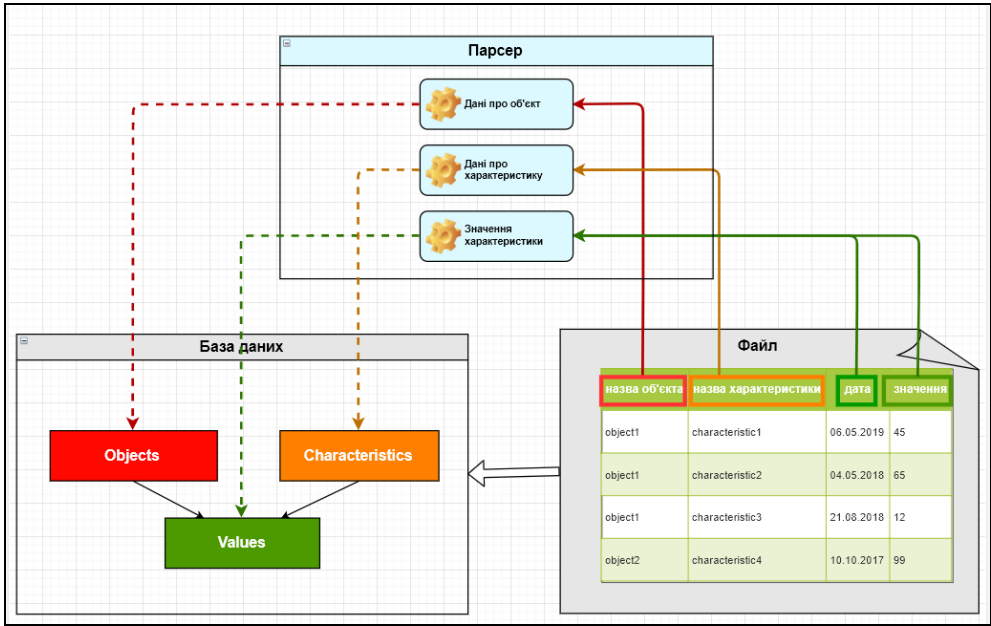 Парсер
Дані про об'єкт
Дані про
характеристику
Значення
характеристики
База даних
Objects
Characteristics
Values
Файл
назва об'єкта назва характеристики дата значення
object1 characteristic1 06.05.2019 45
object1 characteristic2 04.05.2018 65
object1 characteristic3 21.08.2018 12
object2 characteristic4 10.10.2017 99